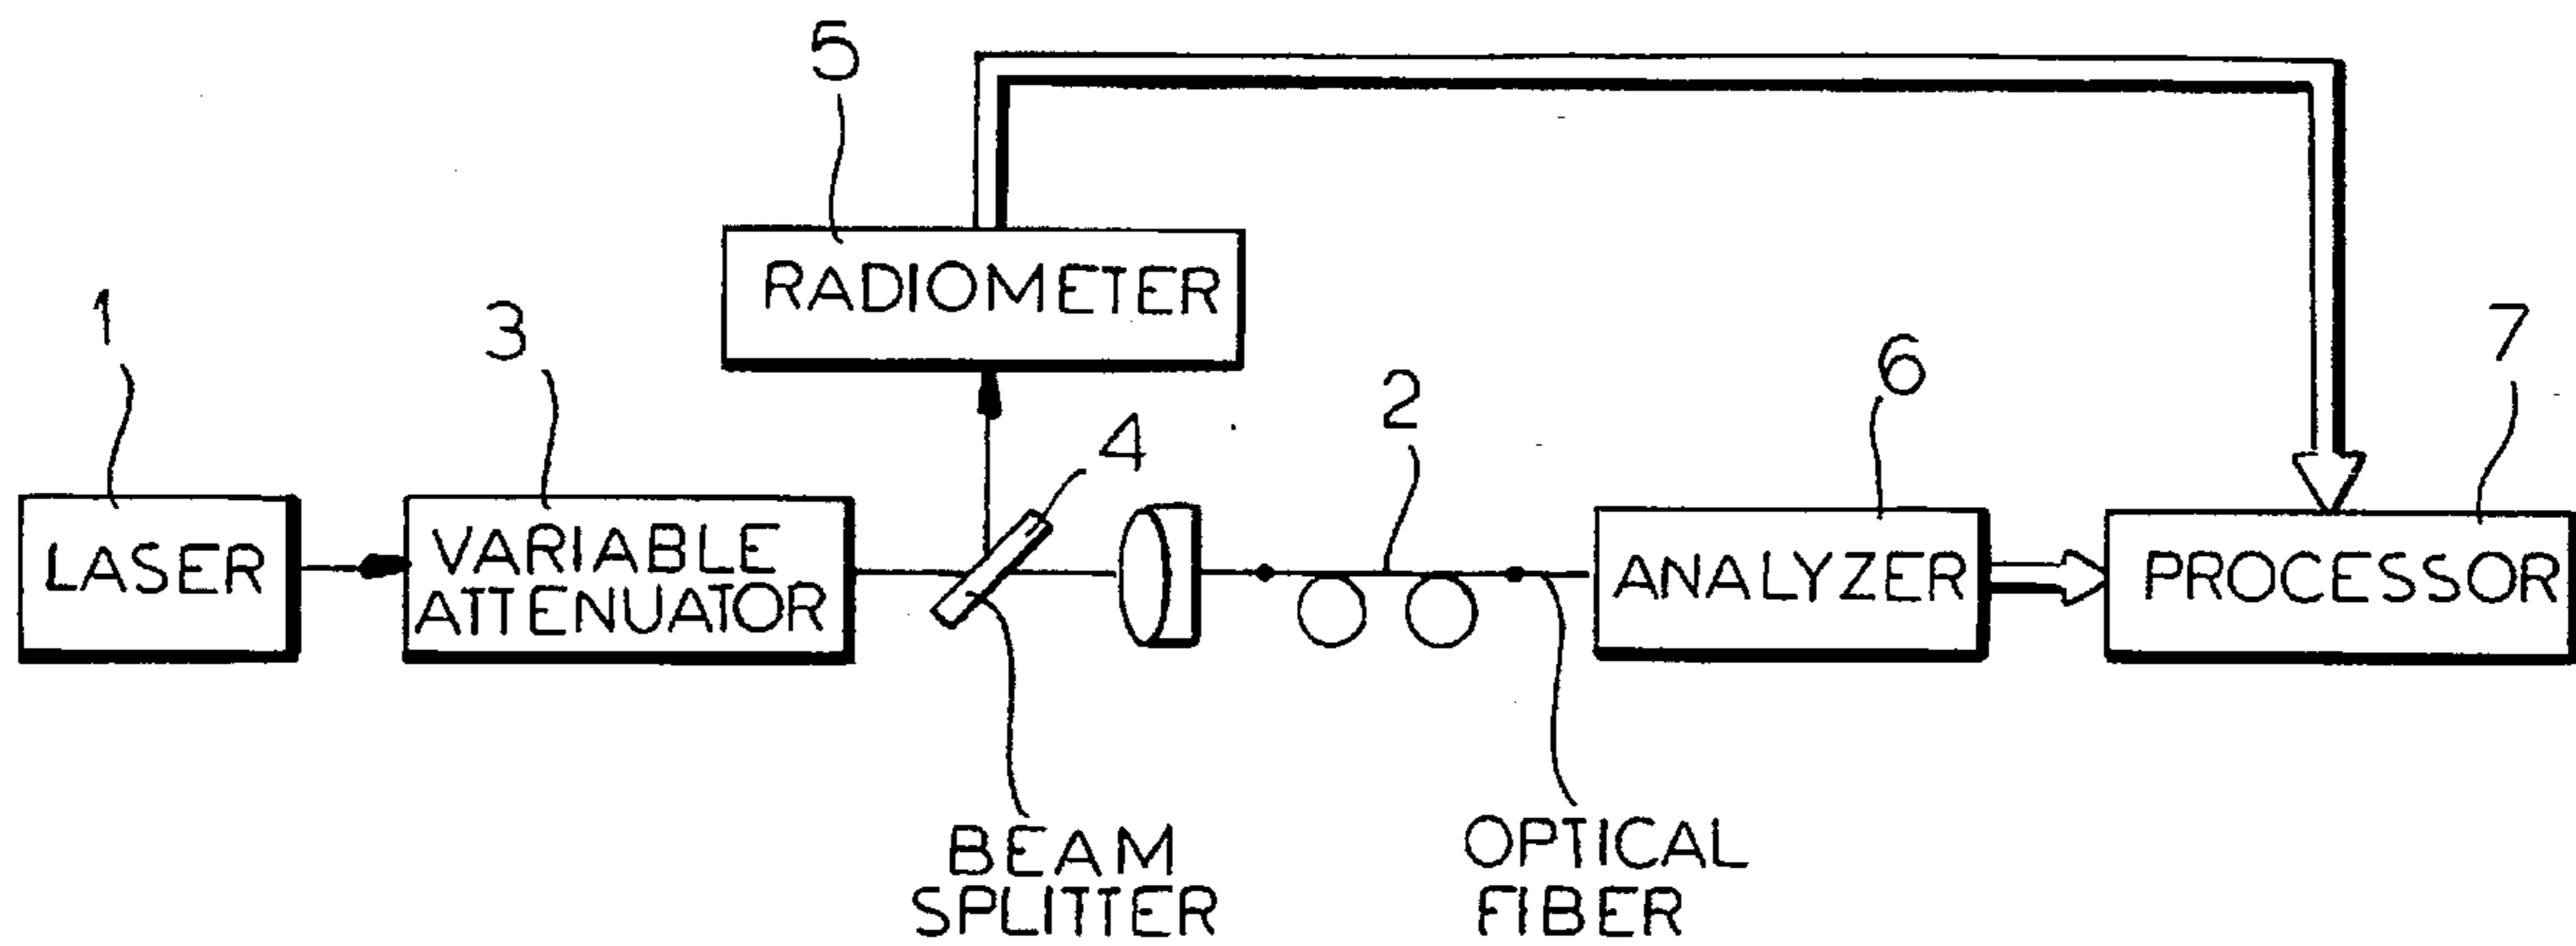 5
1
3
RADIOMETER
7
6
2
4
LASER
VARIABLE
ATTENUATOR
ANALYZER
PROCESSOR
BEAM
SPLITTER
OPTICAL
FIBER